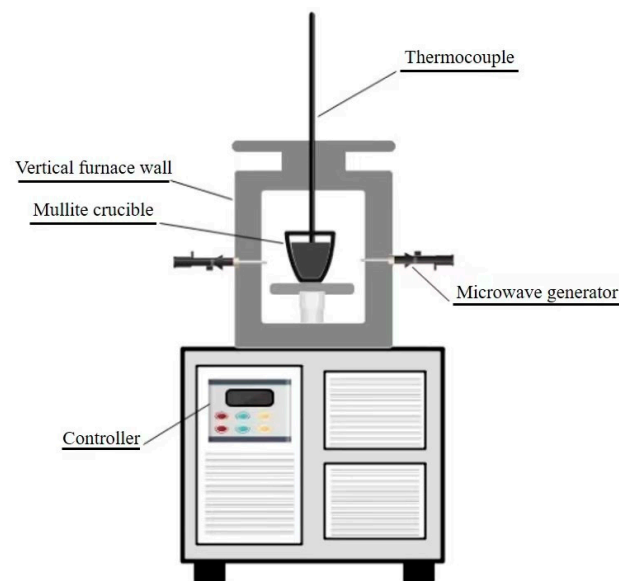 Thermocouple
Vertical furnace wall
Mullite crucible
Microwave generator
Controller